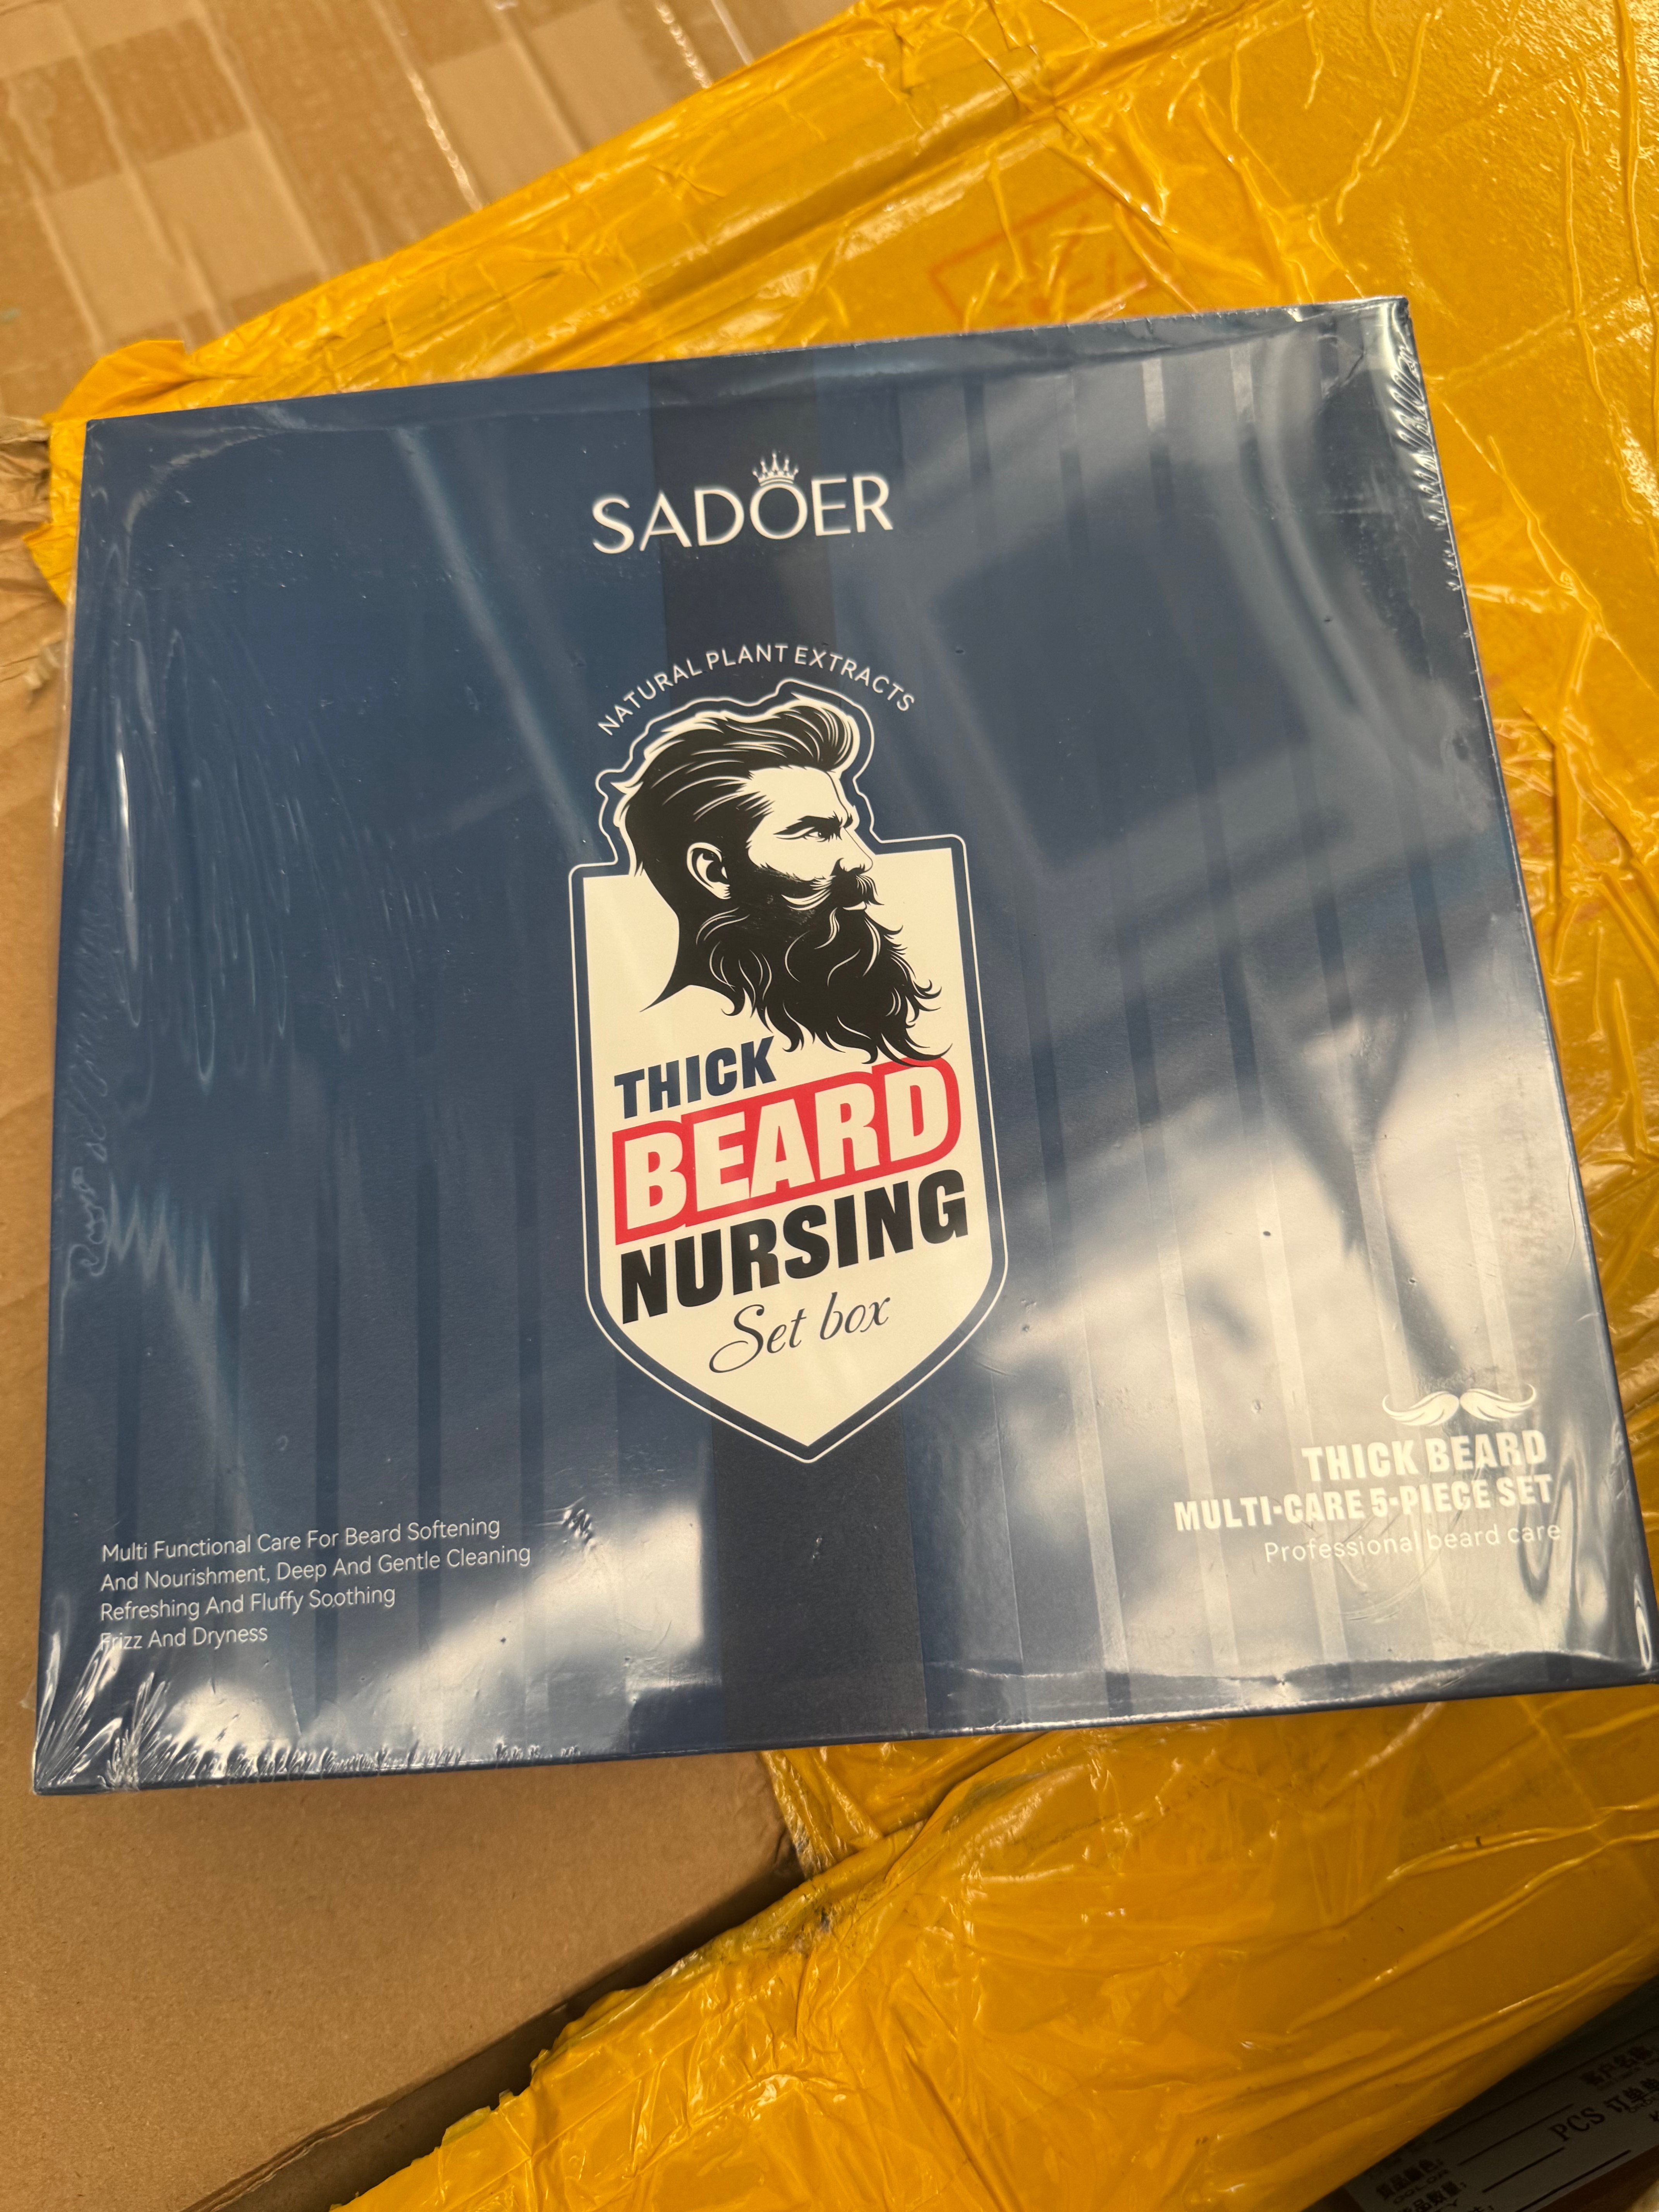 SADOER
NATURAL PLANT EXTRACTS
THICK
BEARD
NURSING
Set box
THICK BEARD
MULTI-CARE 5-PIECE SET
Professional beard care
Multi Functional Care For Beard Softening
And Nourishment, Deep And Gentle Cleaning
Refreshing And Fluffy Soothing
Frizz And Dryness
PCS